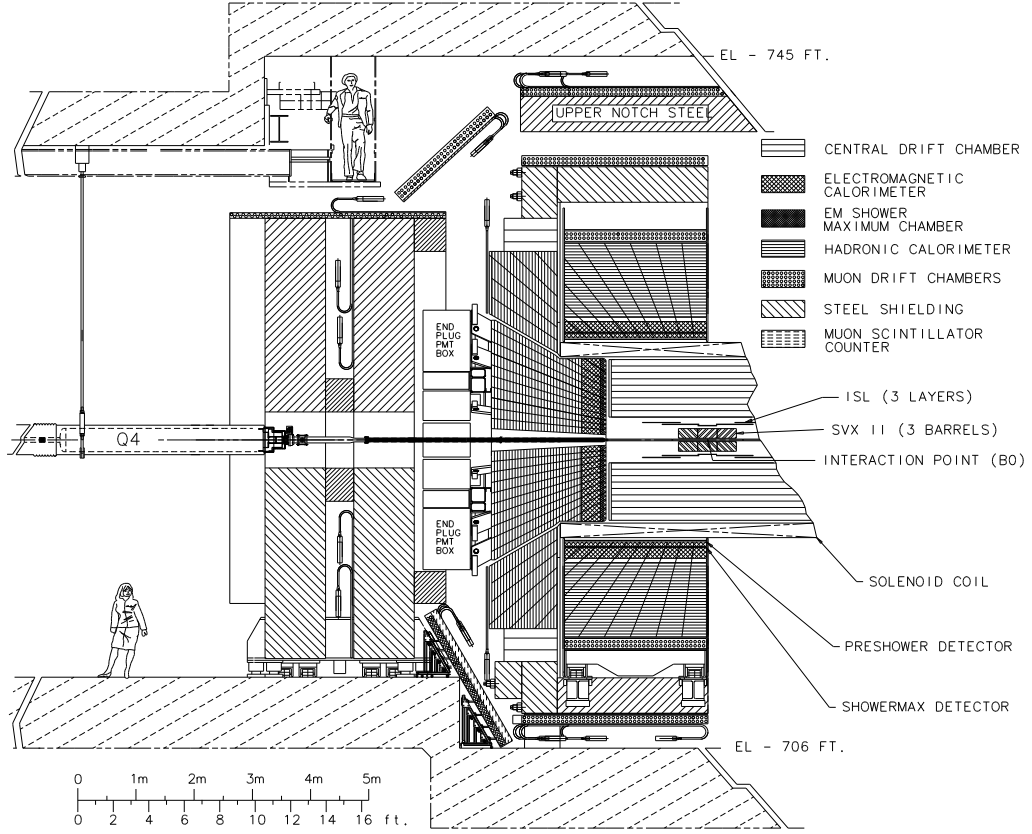 EL - 745 FT.
UPPER NOTCH STEEL
CENTRAL DRIFT CHAMBER
ELECTROMAGNETIC
CALORIMETER
EM SHOWER
MAXIMUM CHAMBER
HADRONIC CALORIMETER
MUON DRIFT CHAMBERS
STEEL SHIELDING
MUON SCINTILLATOR
COUNTER
END
PLUG
PMT
BOX
ISL (3 LAYERS)
SVX II (3 BARRELS)
INTERACTION POINT (B0)
Q4
END
PLUG
PMT
BOX
SOLENOID COIL
PRESHOWER DETECTOR
SHOWERMAX DETECTOR
EL - 706 FT.
0 1m 2m 3m 4m 5m
0 2 4 6 8 10 12 14 16 ft.